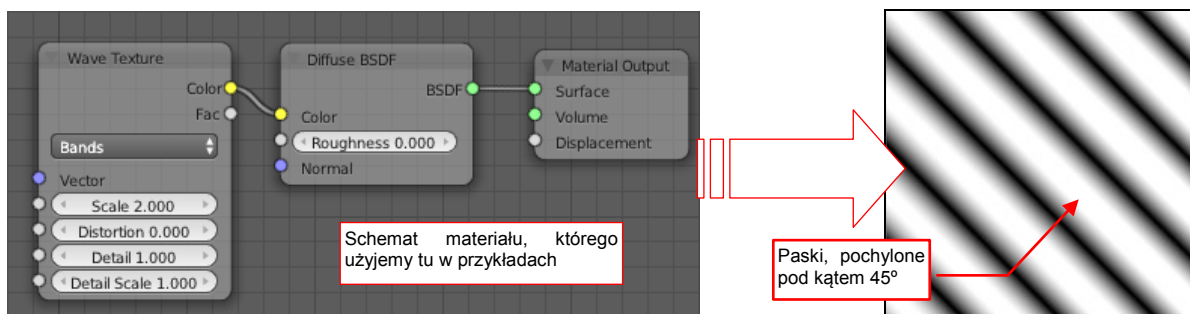 Wave Texture
Color
Fac
Bands
Vector
Scale 2.000
Distortion 0.000
Detail 1.000
Detail Scale 1.000
Diffuse BSDF
BSDF
Color
Roughness 0.000
Normal
Material Output
Surface
Volume
Displacement
Schemat materiału, którego
użyjemy tu w przykładach
Paski, pochylone
pod kątem 45º